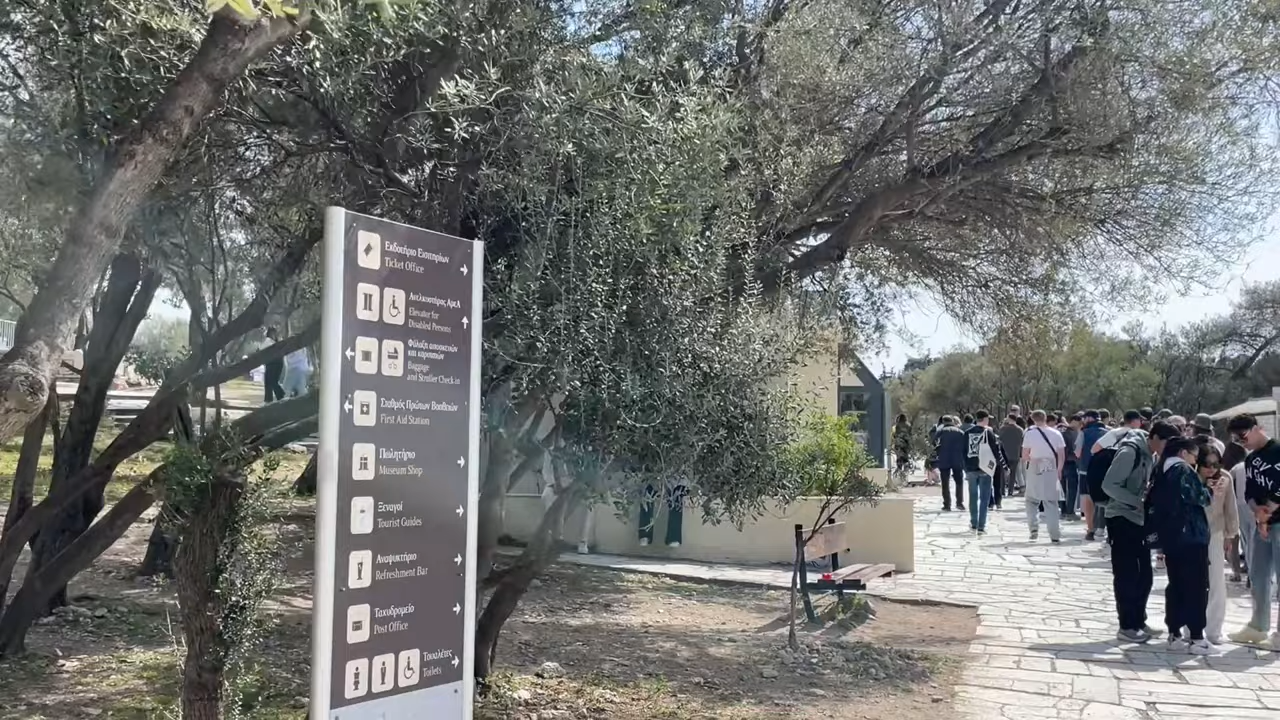 Εκδοτήριο Εισιτηρίων
Ticket Office
Ανελκυστήρας ΑμεΑ
Elevator for
Disabled Persons
Φύλαξη αποσκευών
και καροτσιών
Baggage
and Stroller Check in
Σταθμός Πρώτων Βοηθειών
First Aid Station
Πωλητήριο
Museum Shop
Ξεναγοί
Tourist Guides
Αναψυκτήριο
Refreshment Bar
Ταχυδρομείο
Post Office
Τουαλέτες
Toilets